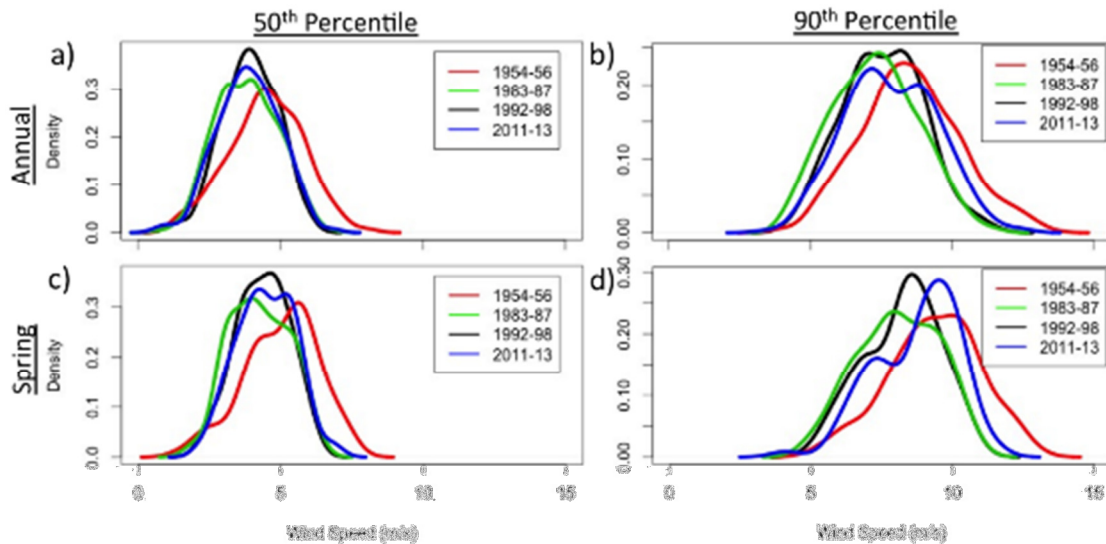 50th Percentile
90th Percentile
Annual
Spring
a)
Density
0.0 0.1 0.2 0.3
1954-56
1983-87
1992-98
2011-13
b)
0.00 0.10 0.20
1954-56
1983-87
1992-98
2011-13
c)
Density
0.0 0.1 0.2 0.3
1954-56
1983-87
1992-98
2011-13
d)
0.00 0.10 0.20 0.30
1954-56
1983-87
1992-98
2011-13
0 5 10 15
0 5 10 15
Wind Speed (m/s)
Wind Speed (m/s)